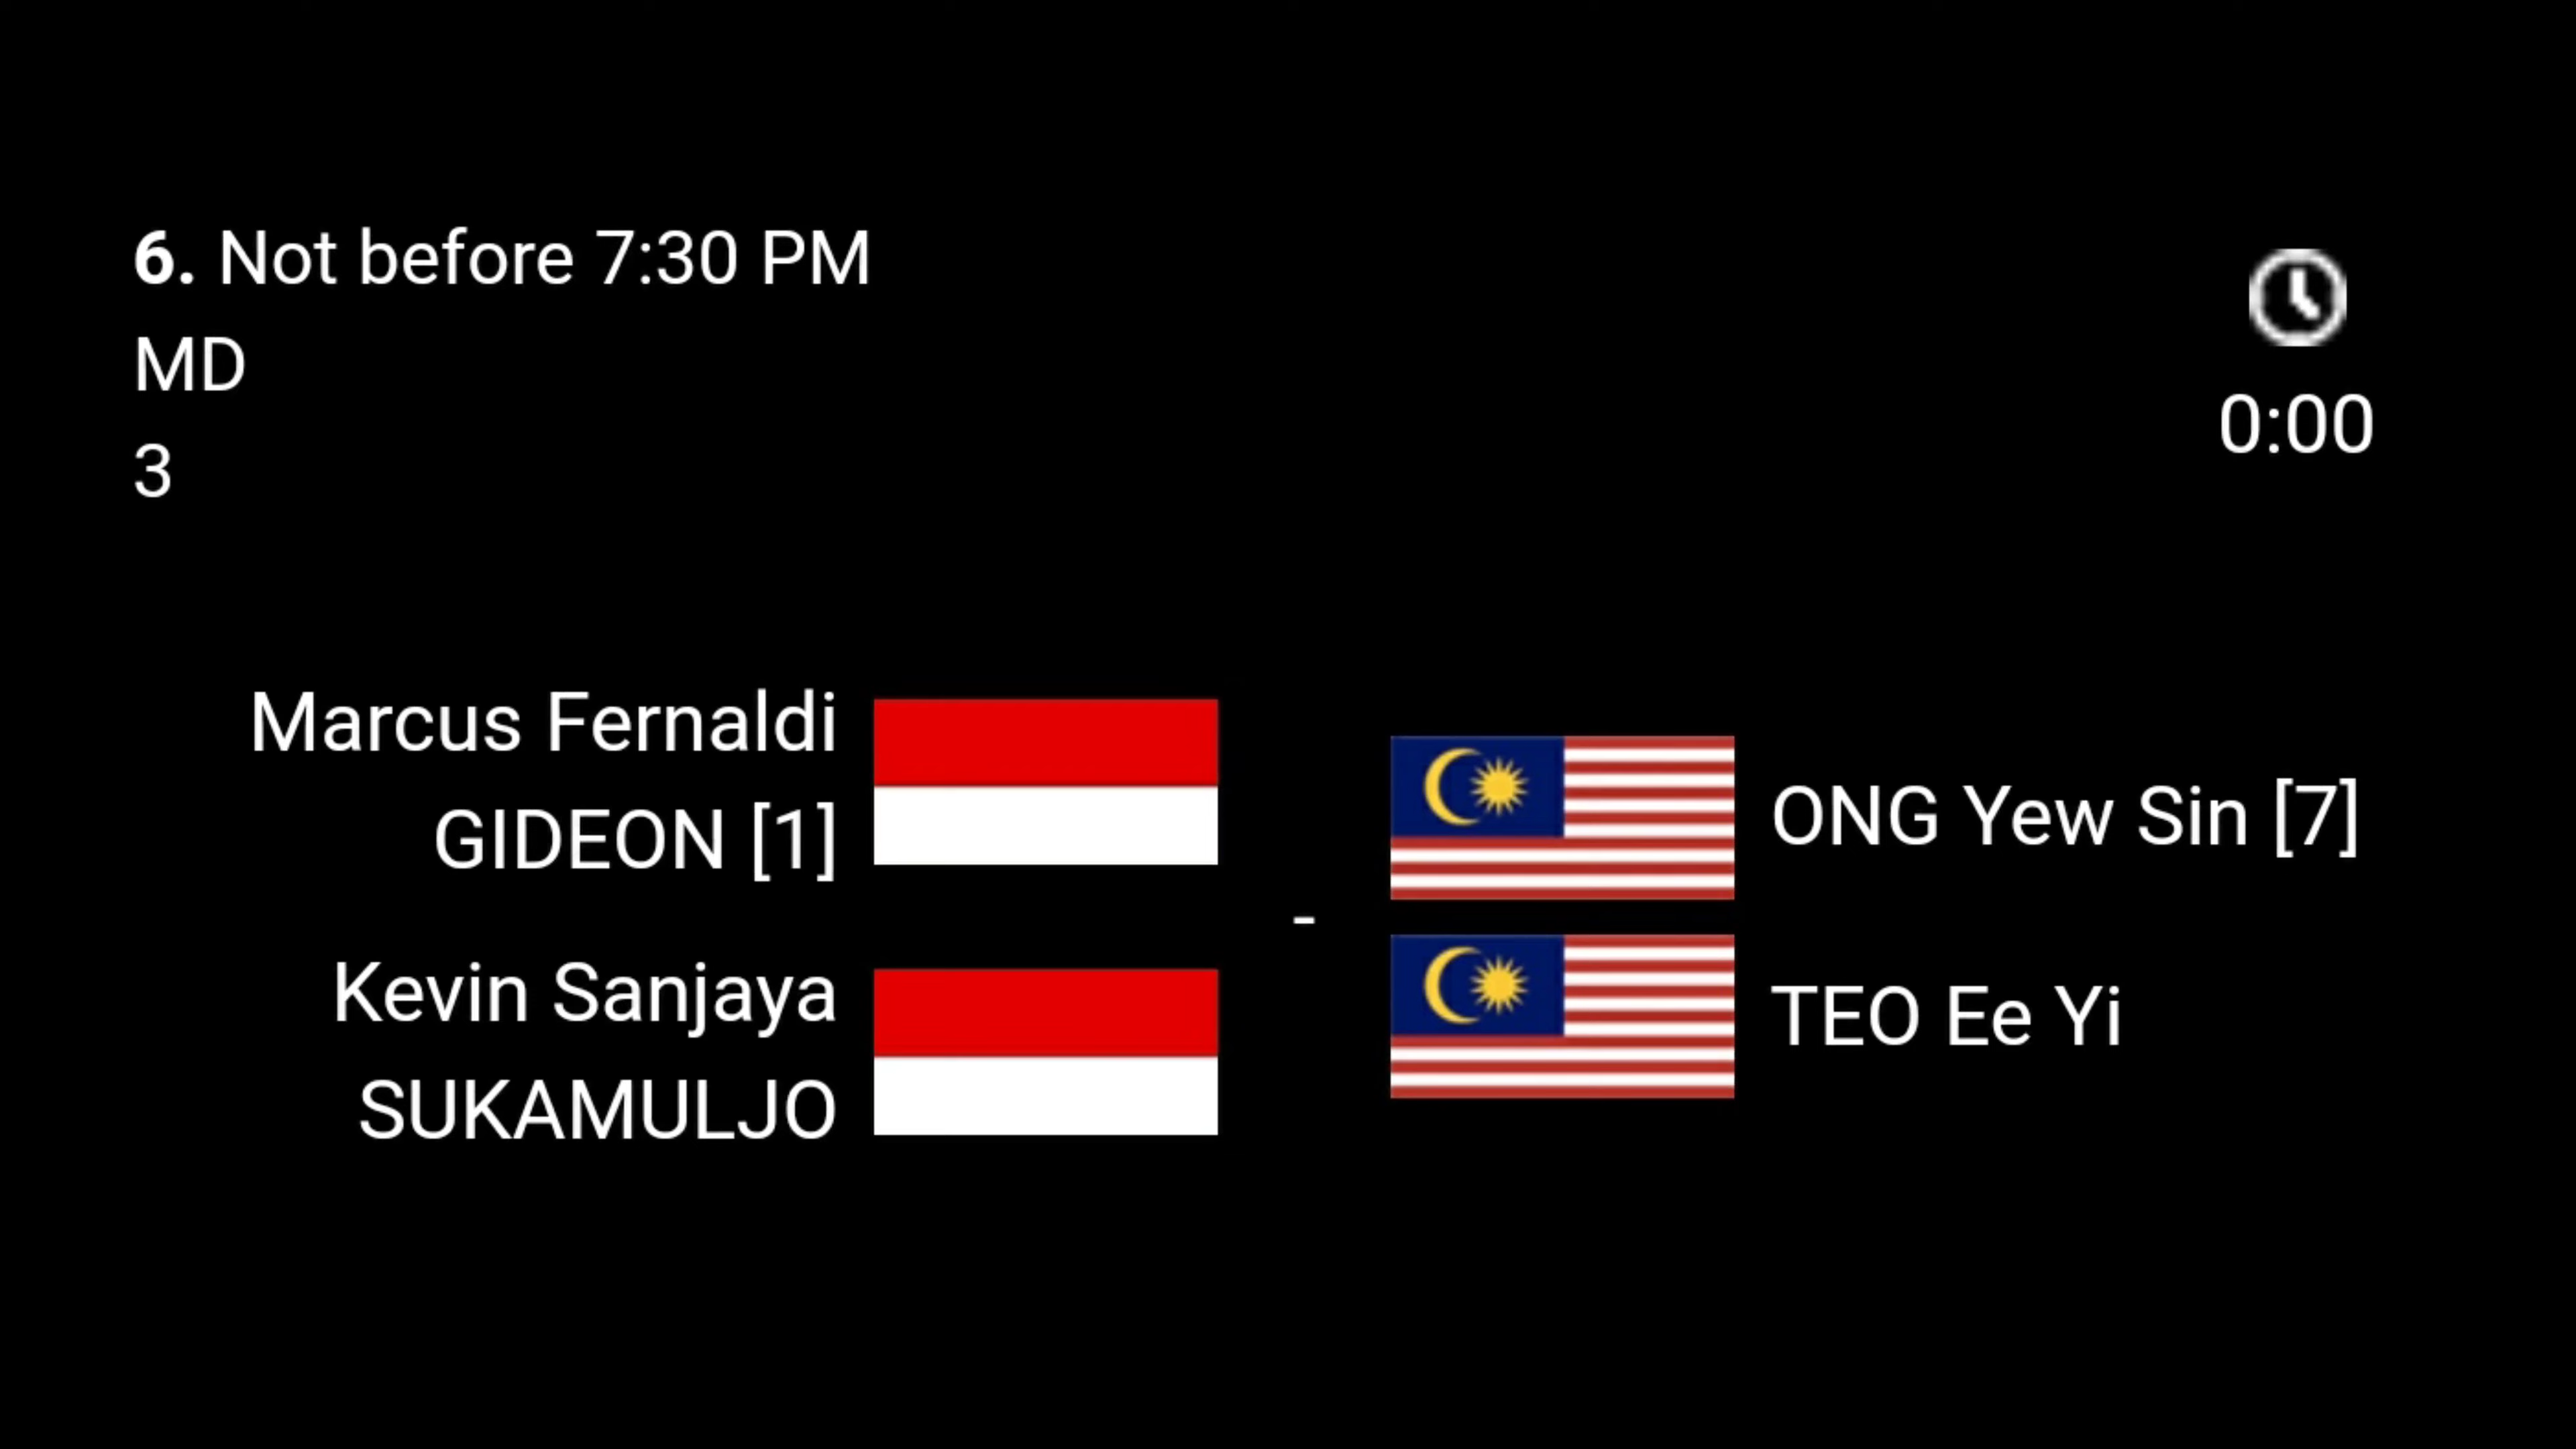 6. Not before 7:30 PM
MD
3
0:00
Marcus Fernaldi
GIDEON [1]
Kevin Sanjaya
SUKAMULJO
-
ONG Yew Sin [7]
TEO Ee Yi